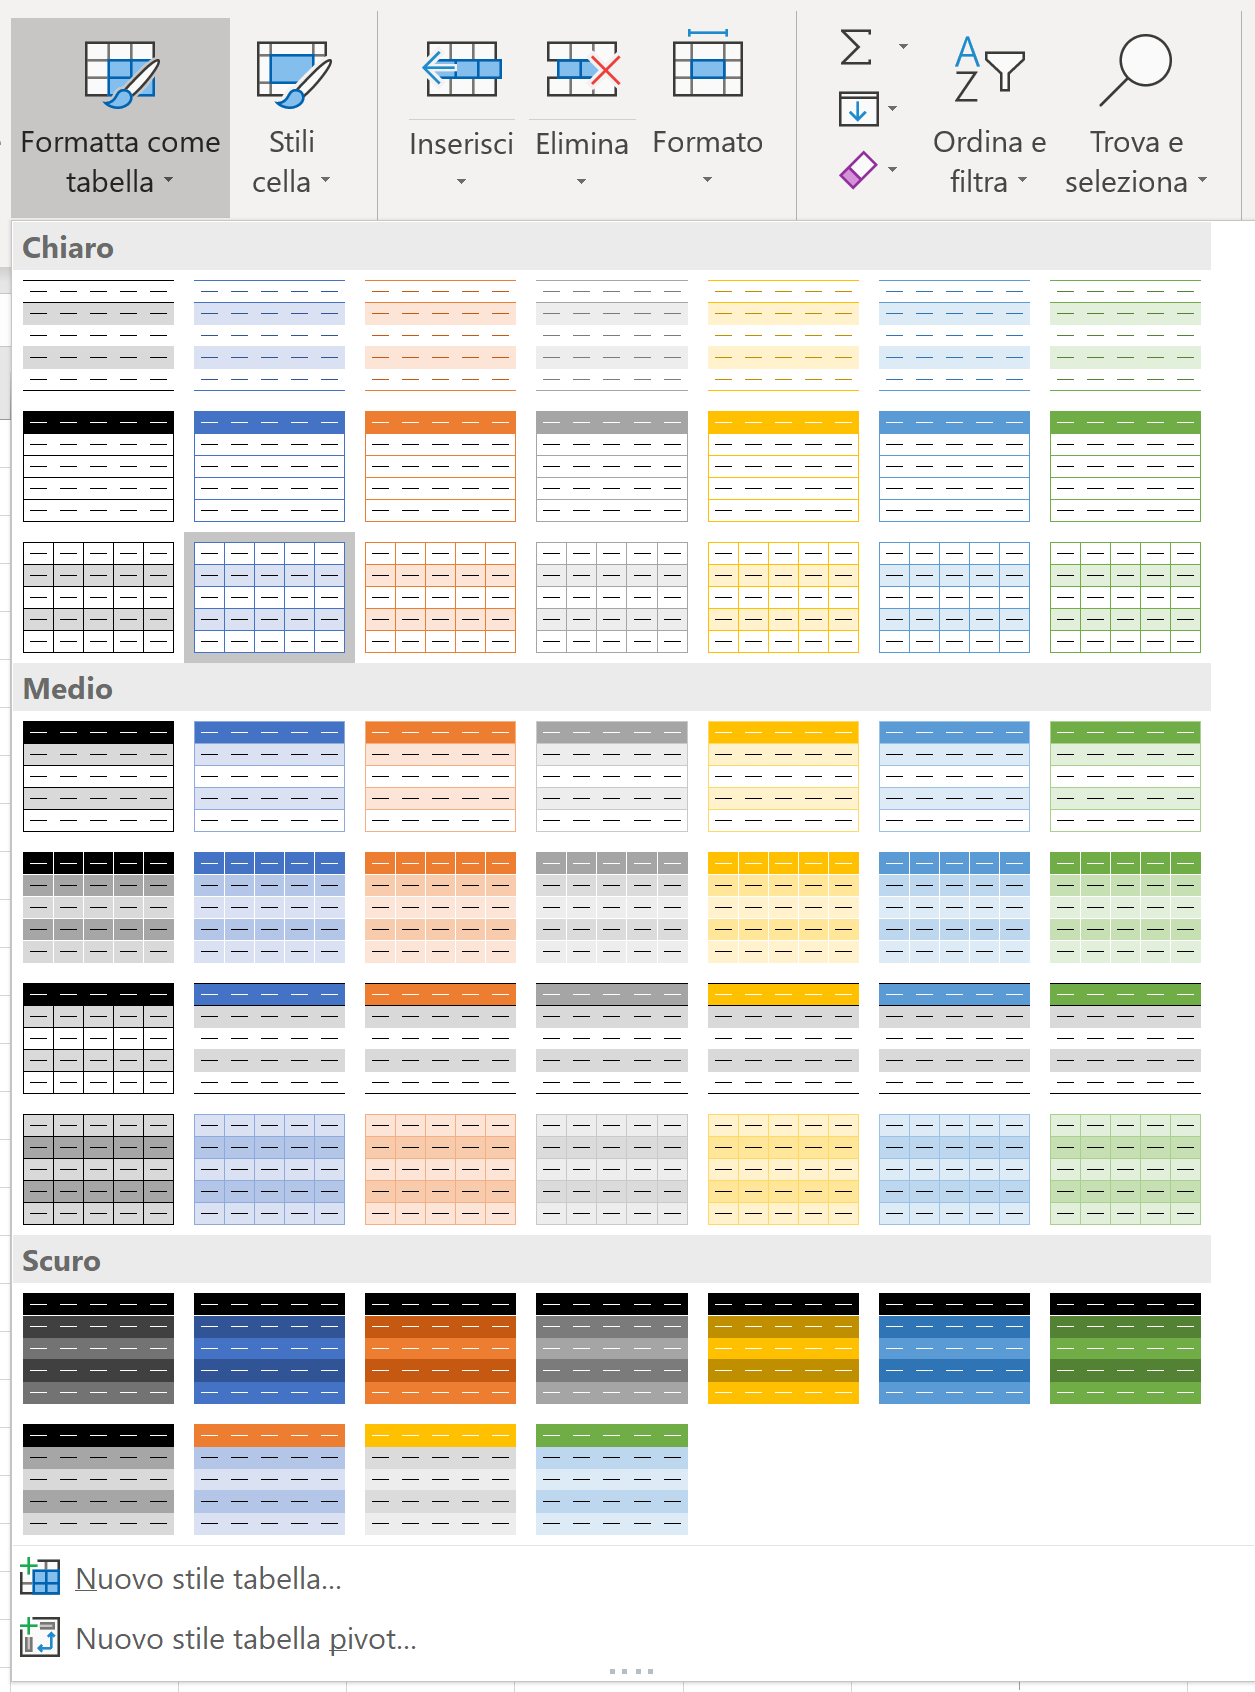 Formatta come
tabella
Stili
cella
Inserisci
Elimina
Formato
Σ
A
Z
Ordina e
filtra
Trova e
seleziona
Chiaro
Medio
Scuro
Nuovo stile tabella...
Nuovo stile tabella pivot...